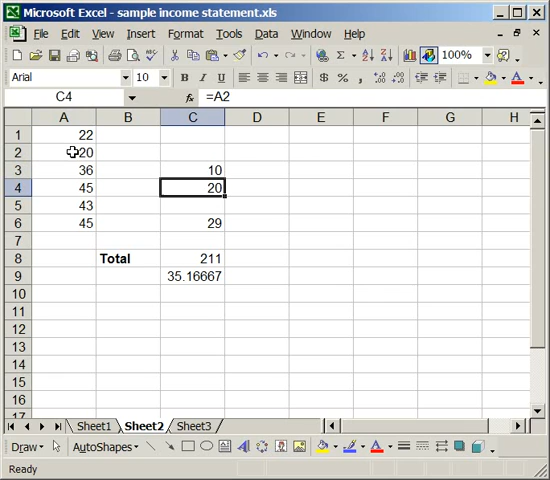 Microsoft Excel - sample income statement.xls
File Edit View Insert Format Tools Data Window Help
Σ 100%
Arial 10 B I U $ % ,
C4 fx =A2
A B C D E F G H
1 22
2 20
3 36 10
4 45 20
5 43
6 45 29
7
8 Total 211
9 35.16667
10
11
12
13
14
15
16
17
Sheet1 Sheet2 Sheet3
Draw AutoShapes
Ready